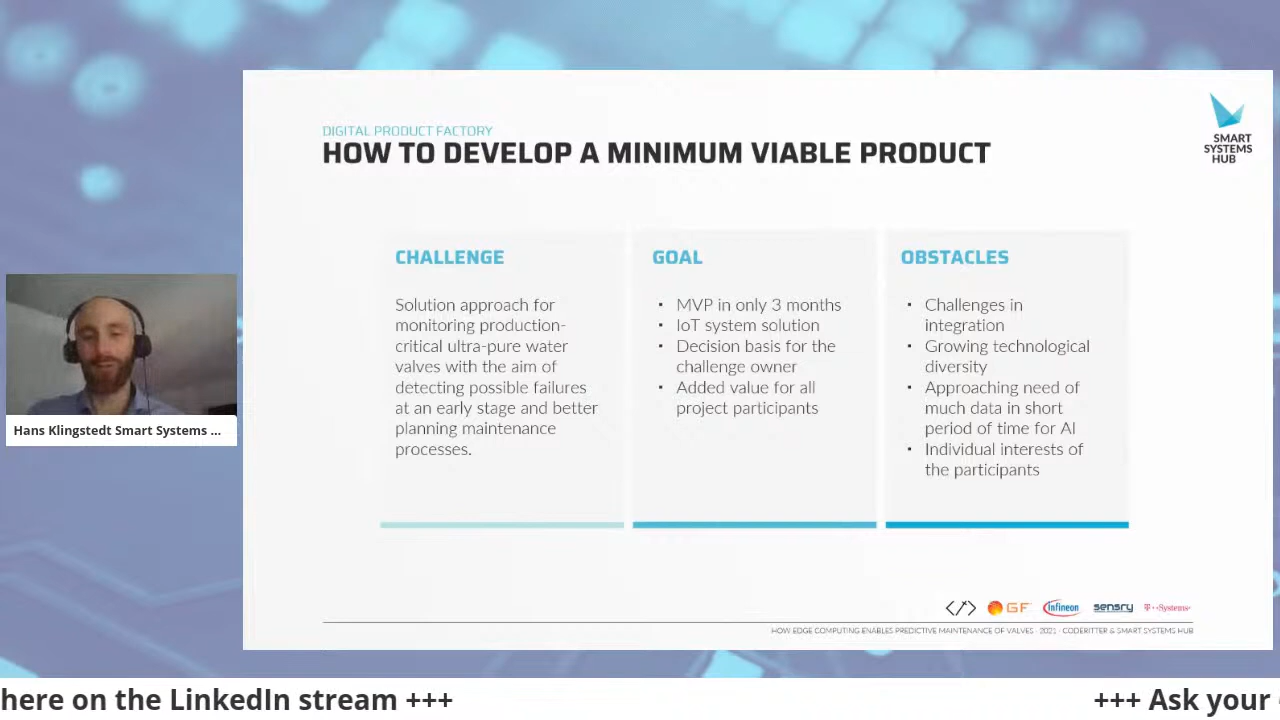 DIGITAL PRODUCT FACTORY
HOW TO DEVELOP A MINIMUM VIABLE PRODUCT
SMART
SYSTEMS
HUB
CHALLENGE
Solution approach for
monitoring production-
critical ultra-pure water
valves with the aim of
detecting possible failures
at an early stage and better
planning maintenance
processes.
GOAL
▪ MVP in only 3 months
▪ IoT system solution
▪ Decision basis for the
challenge owner
▪ Added value for all
project participants
OBSTACLES
▪ Challenges in
integration
▪ Growing technological
diversity
▪ Approaching need of
much data in short
period of time for AI
▪ Individual interests of
the participants
Hans Klingstedt Smart Systems ...
</> GF Infineon sensry T··Systems·
HOW EDGE COMPUTING ENABLES PREDICTIVE MAINTENANCE OF VALVES · 2021 · CODERITTER & SMART SYSTEMS HUB
here on the LinkedIn stream +++ +++ Ask your